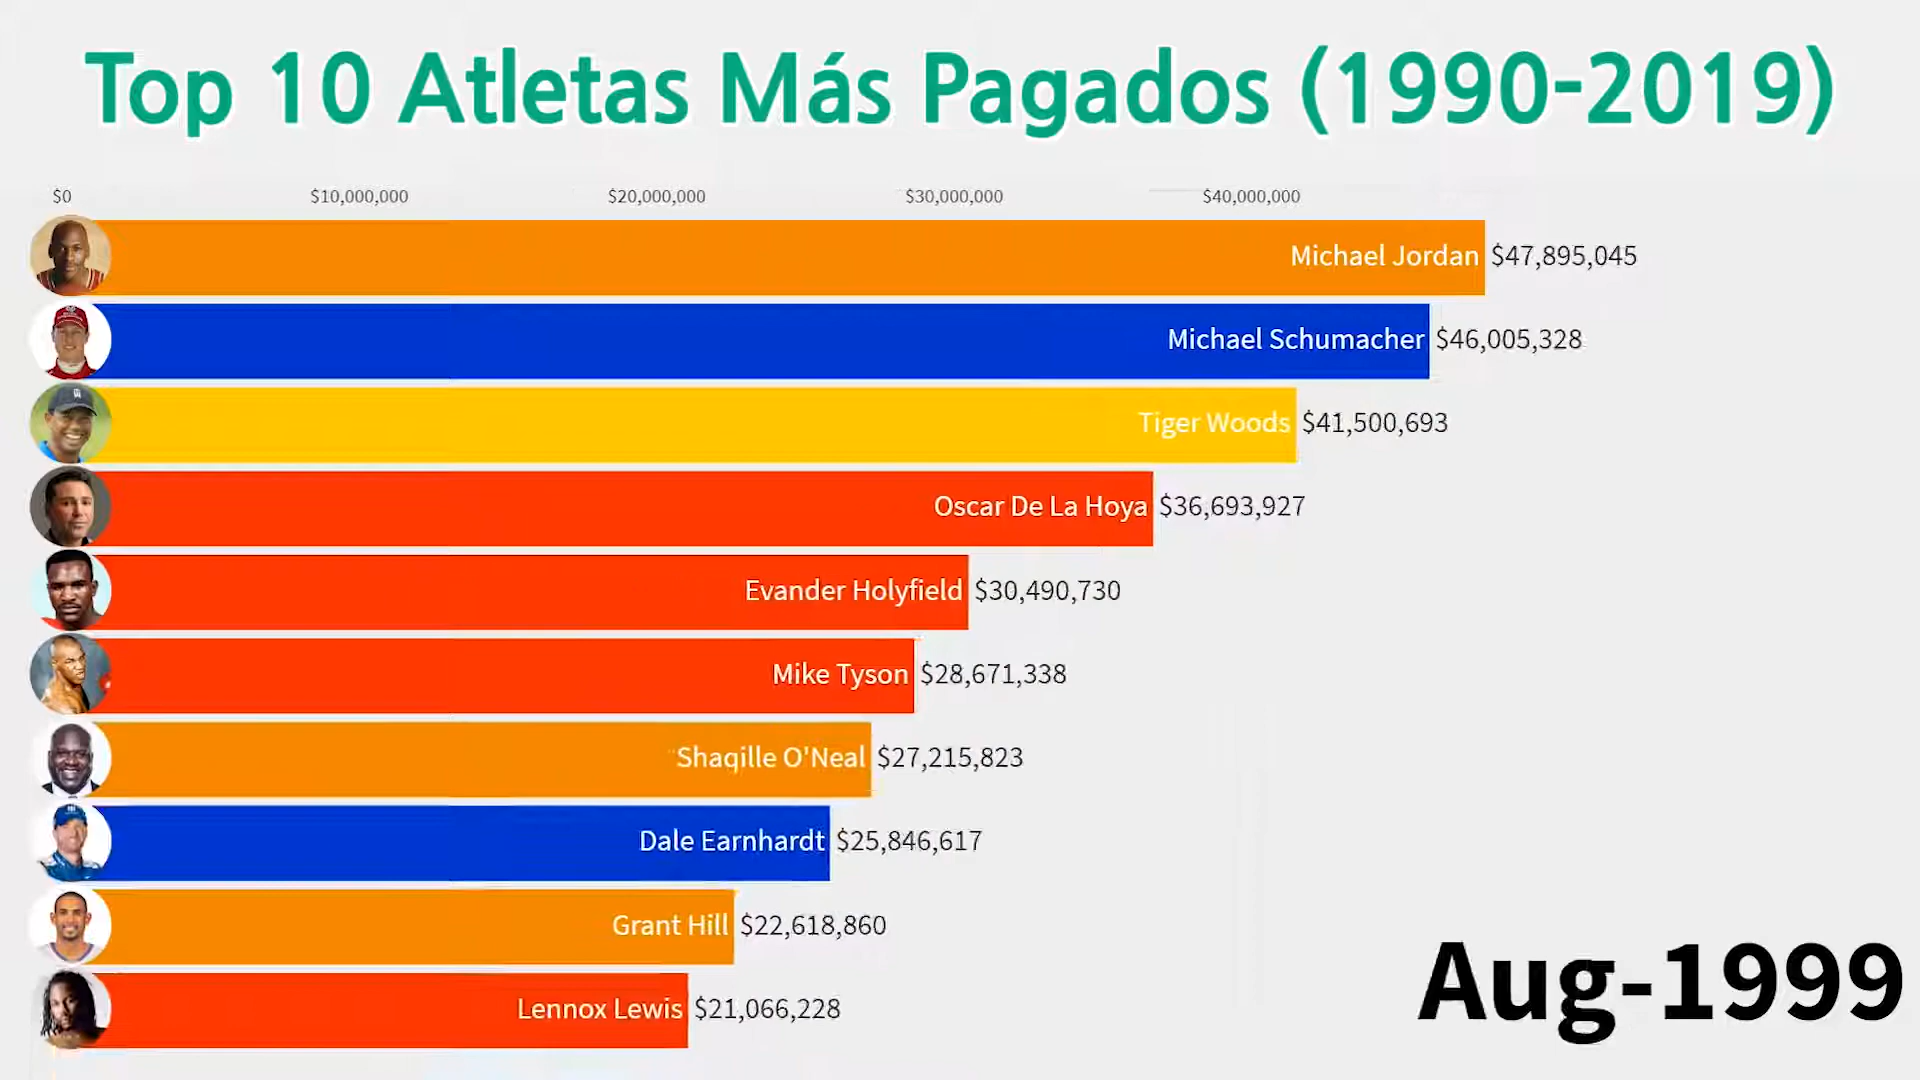 Top 10 Atletas Más Pagados (1990-2019)
$0 $10,000,000 $20,000,000 $30,000,000 $40,000,000
Michael Jordan $47,895,045
Michael Schumacher $46,005,328
Tiger Woods $41,500,693
Oscar De La Hoya $36,693,927
Evander Holyfield $30,490,730
Mike Tyson $28,671,338
Shaqille O'Neal $27,215,823
Dale Earnhardt $25,846,617
Grant Hill $22,618,860
Lennox Lewis $21,066,228
Aug-1999